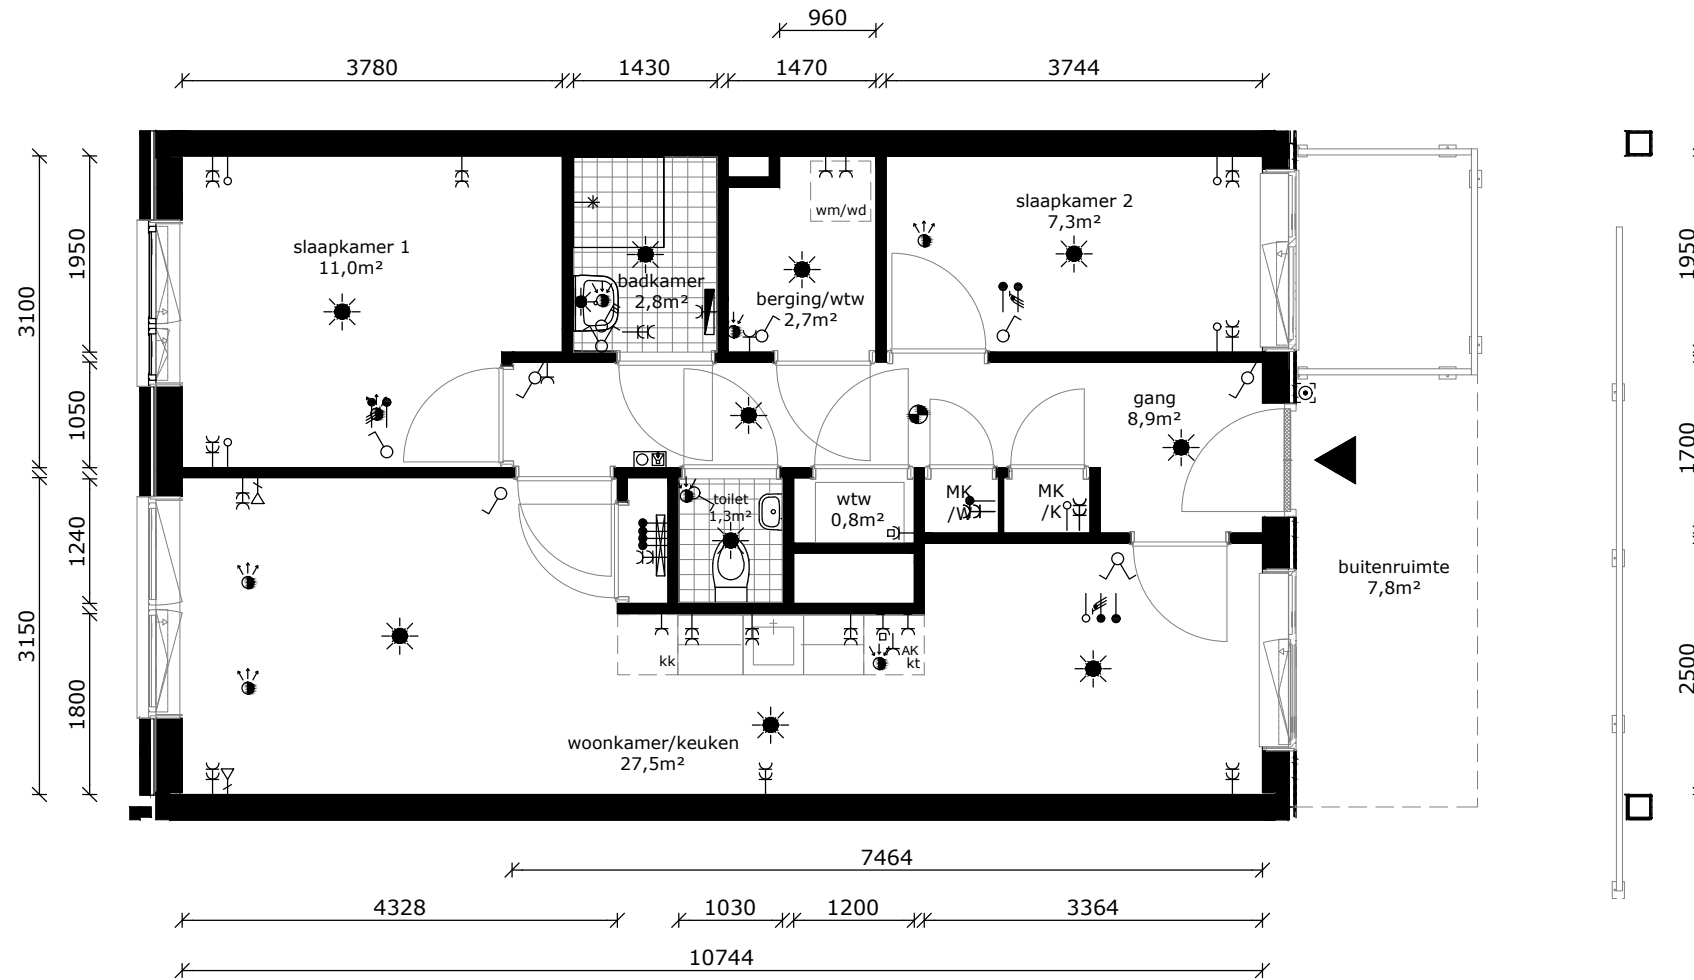 960
3780
1430
1470
3744
slaapkamer 1
11,0m²
badkamer
2,8m²
wm/wd
berging/wtw
2,7m²
slaapkamer 2
7,3m²
1950
3100
1050
1240
3150
1800
1950
1700
2500
gang
8,9m²
toilet
1,3m²
wtw
0,8m²
MK
/W
MK
/K
buitenruimte
7,8m²
kk
AK
kt
woonkamer/keuken
27,5m²
7464
4328
1030
1200
3364
10744